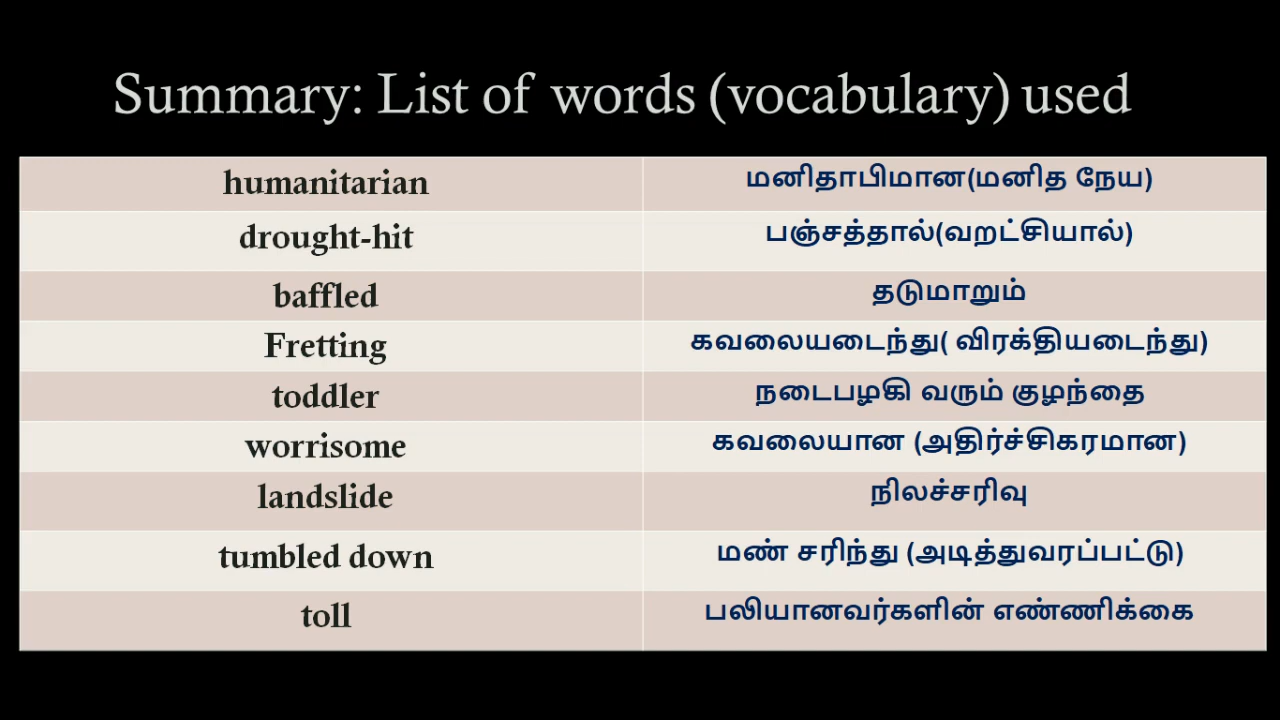 Summary: List of words (vocabulary) used
humanitarian மனிதாபிமான(மனித நேய)
drought-hit பஞ்சத்தால்(வறட்சியால்)
baffled தடுமாறும்
Fretting கவலையடைந்து( விரக்தியடைந்து)
toddler நடைபழகி வரும் குழந்தை
worrisome கவலையான (அதிர்ச்சிகரமான)
landslide நிலச்சரிவு
tumbled down மண் சரிந்து (அடித்துவரப்பட்டு)
toll பலியானவர்களின் எண்ணிக்கை